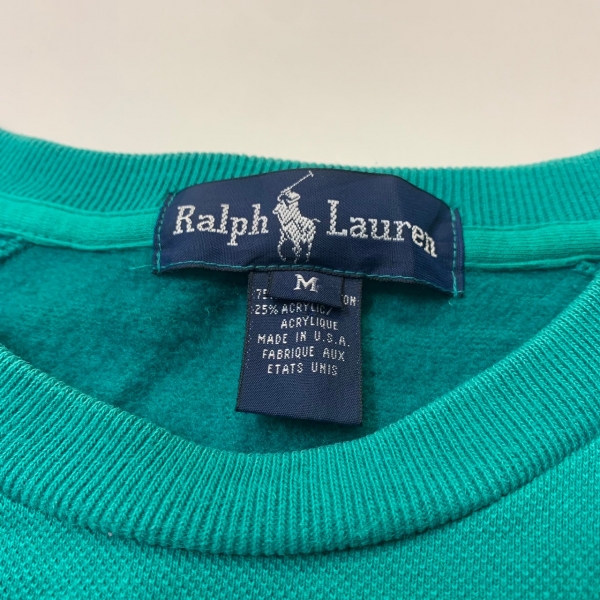 Ralph Lauren
M
25% ACRYLIC/
ACRYLIQUE
MADE IN U.S.A.
FABRIQUE AUX
ETATS UNIS